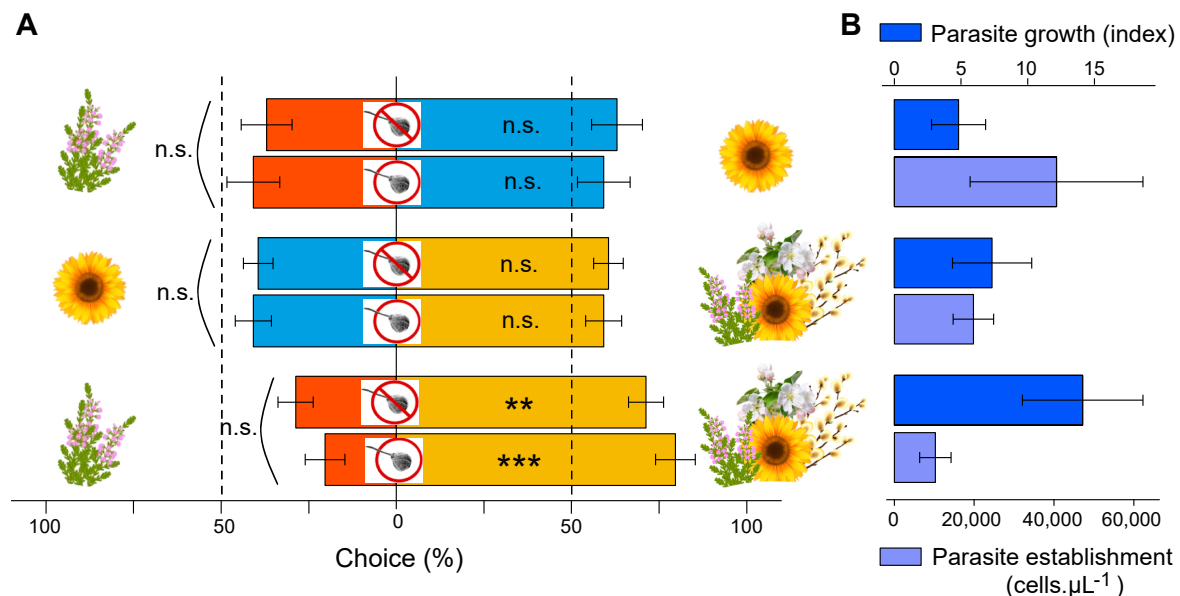 A
B
Parasite growth (index)
0 5 10 15
n.s.
n.s.
n.s.
n.s.
n.s.
n.s.
**
n.s.
***
100 50 0 50 100
Choice (%)
0 20,000 40,000 60,000
Parasite establishment
(cells.µL-1 )